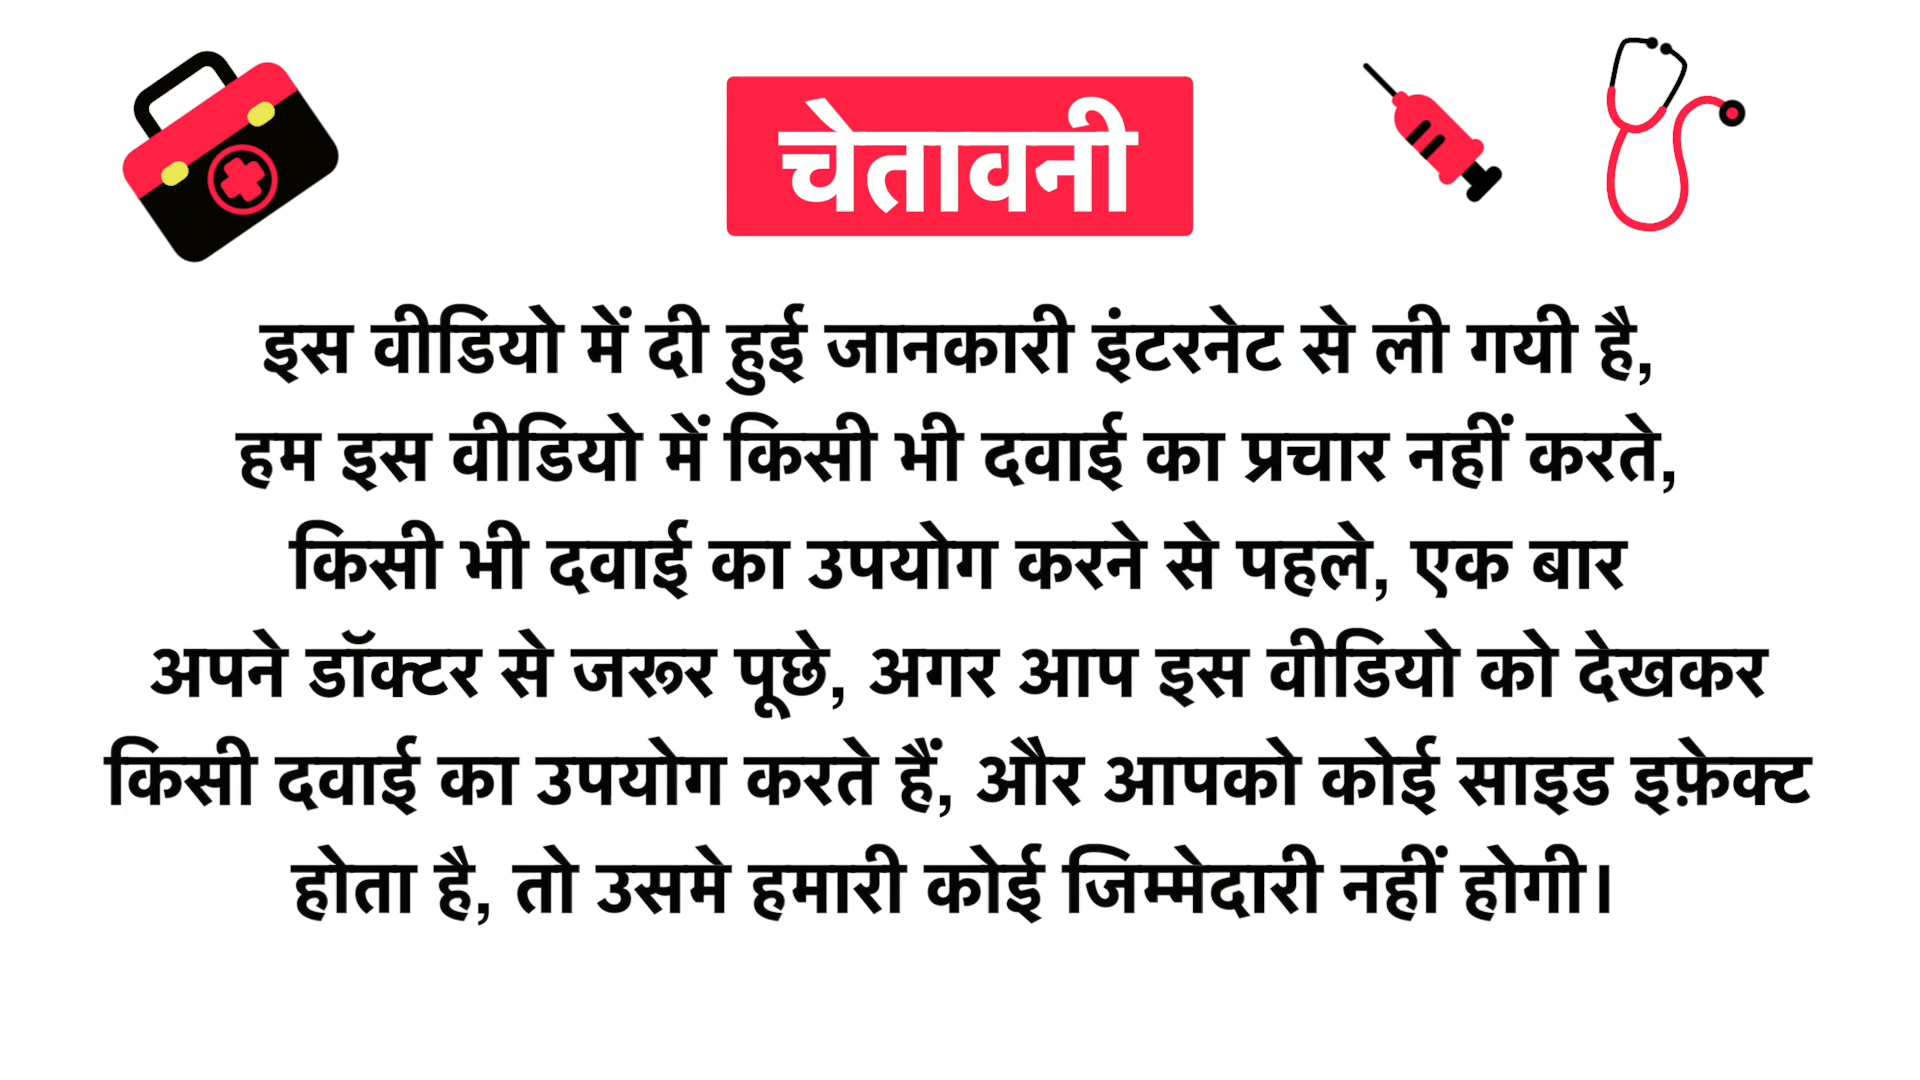 चेतावनी
इस वीडियो में दी हुई जानकारी इंटरनेट से ली गयी है,
हम इस वीडियो में किसी भी दवाई का प्रचार नहीं करते,
किसी भी दवाई का उपयोग करने से पहले, एक बार
अपने डॉक्टर से जरूर पूछे, अगर आप इस वीडियो को देखकर
किसी दवाई का उपयोग करते हैं, और आपको कोई साइड इफ़ेक्ट
होता है, तो उसमे हमारी कोई जिम्मेदारी नहीं होगी।